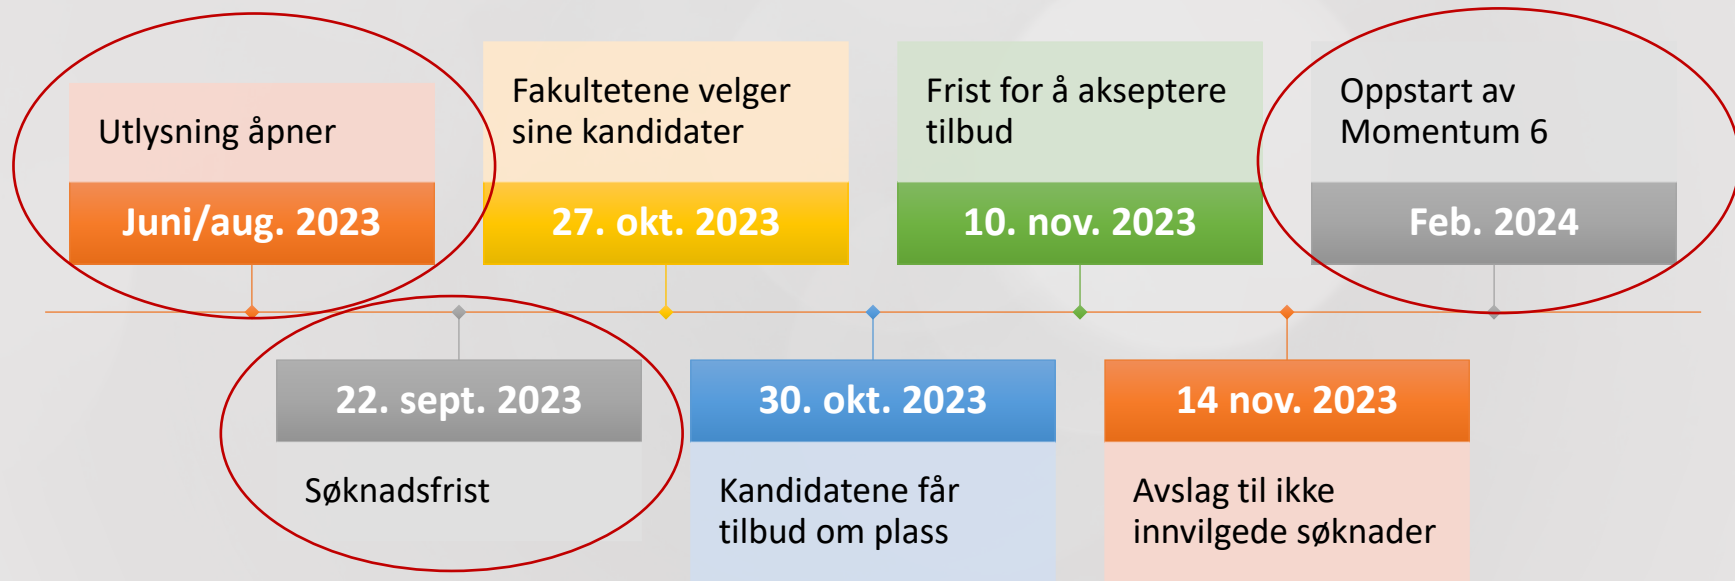 Utlysning åpner
Juni/aug. 2023
22. sept. 2023
Søknadsfrist
Fakultetene velger
sine kandidater
27. okt. 2023
30. okt. 2023
Kandidatene får
tilbud om plass
Frist for å akseptere
tilbud
10. nov. 2023
14 nov. 2023
Avslag til ikke
innvilgede søknader
Oppstart av
Momentum 6
Feb. 2024